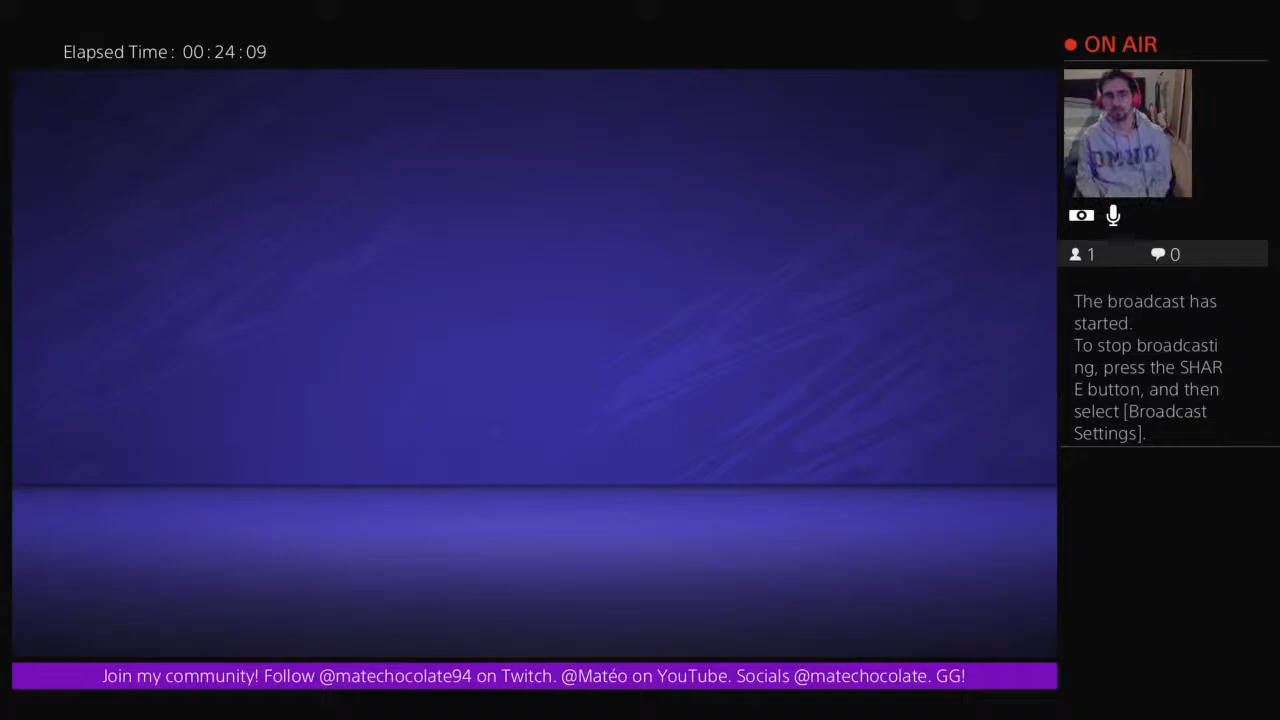 Elapsed Time: 00:24:09
ON AIR
1
0
The broadcast has
started.
To stop broadcasti
ng, press the SHAR
E button, and then
select [Broadcast
Settings].
Join my community! Follow @matechocolate94 on Twitch. @Matéo on YouTube. Socials @matechocolate. GG!